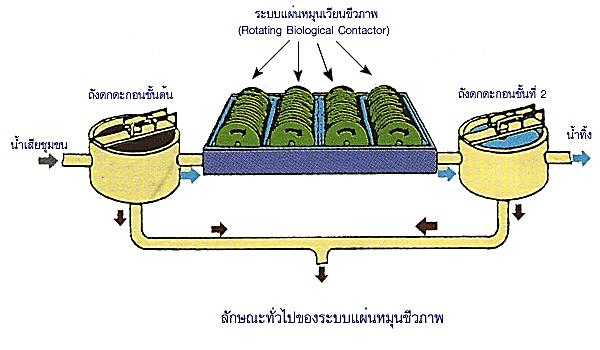 ระบบแผ่นหมุนเวียนชีวภาพ
(Rotating Biological Contactor)
ถังตกตะกอนชั้นต้น
ถังตกตะกอนชั้นที่ 2
น้ำเสียชุมชน
น้ำทิ้ง
ลักษณะทั่วไปของระบบแผ่นหมุนชีวภาพ